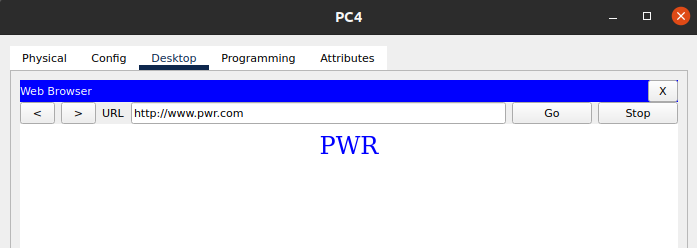 PC4
Physical Config Desktop Programming Attributes
Web Browser X
< > URL http://www.pwr.com Go Stop
PWR